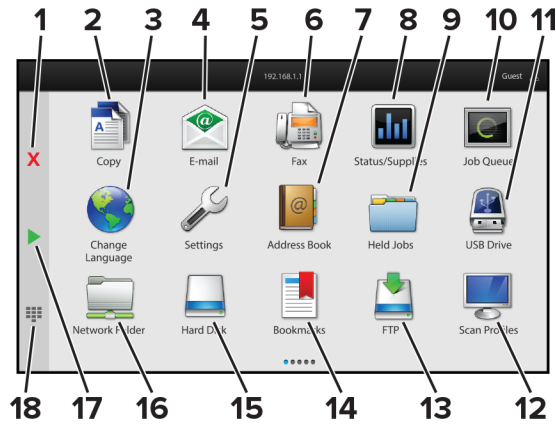 1 2 3 4 5 6 7 8 9 10 11
192.168.1.1
Guest
A
@
X
Copy
E-mail
Fax
Status/Supplies
Job Queue
@
Change
Language
Settings
Address Book
Held Jobs
USB Drive
Network Folder
Hard Disk
Bookmarks
FTP
Scan Profiles
18 17 16 15 14 13 12